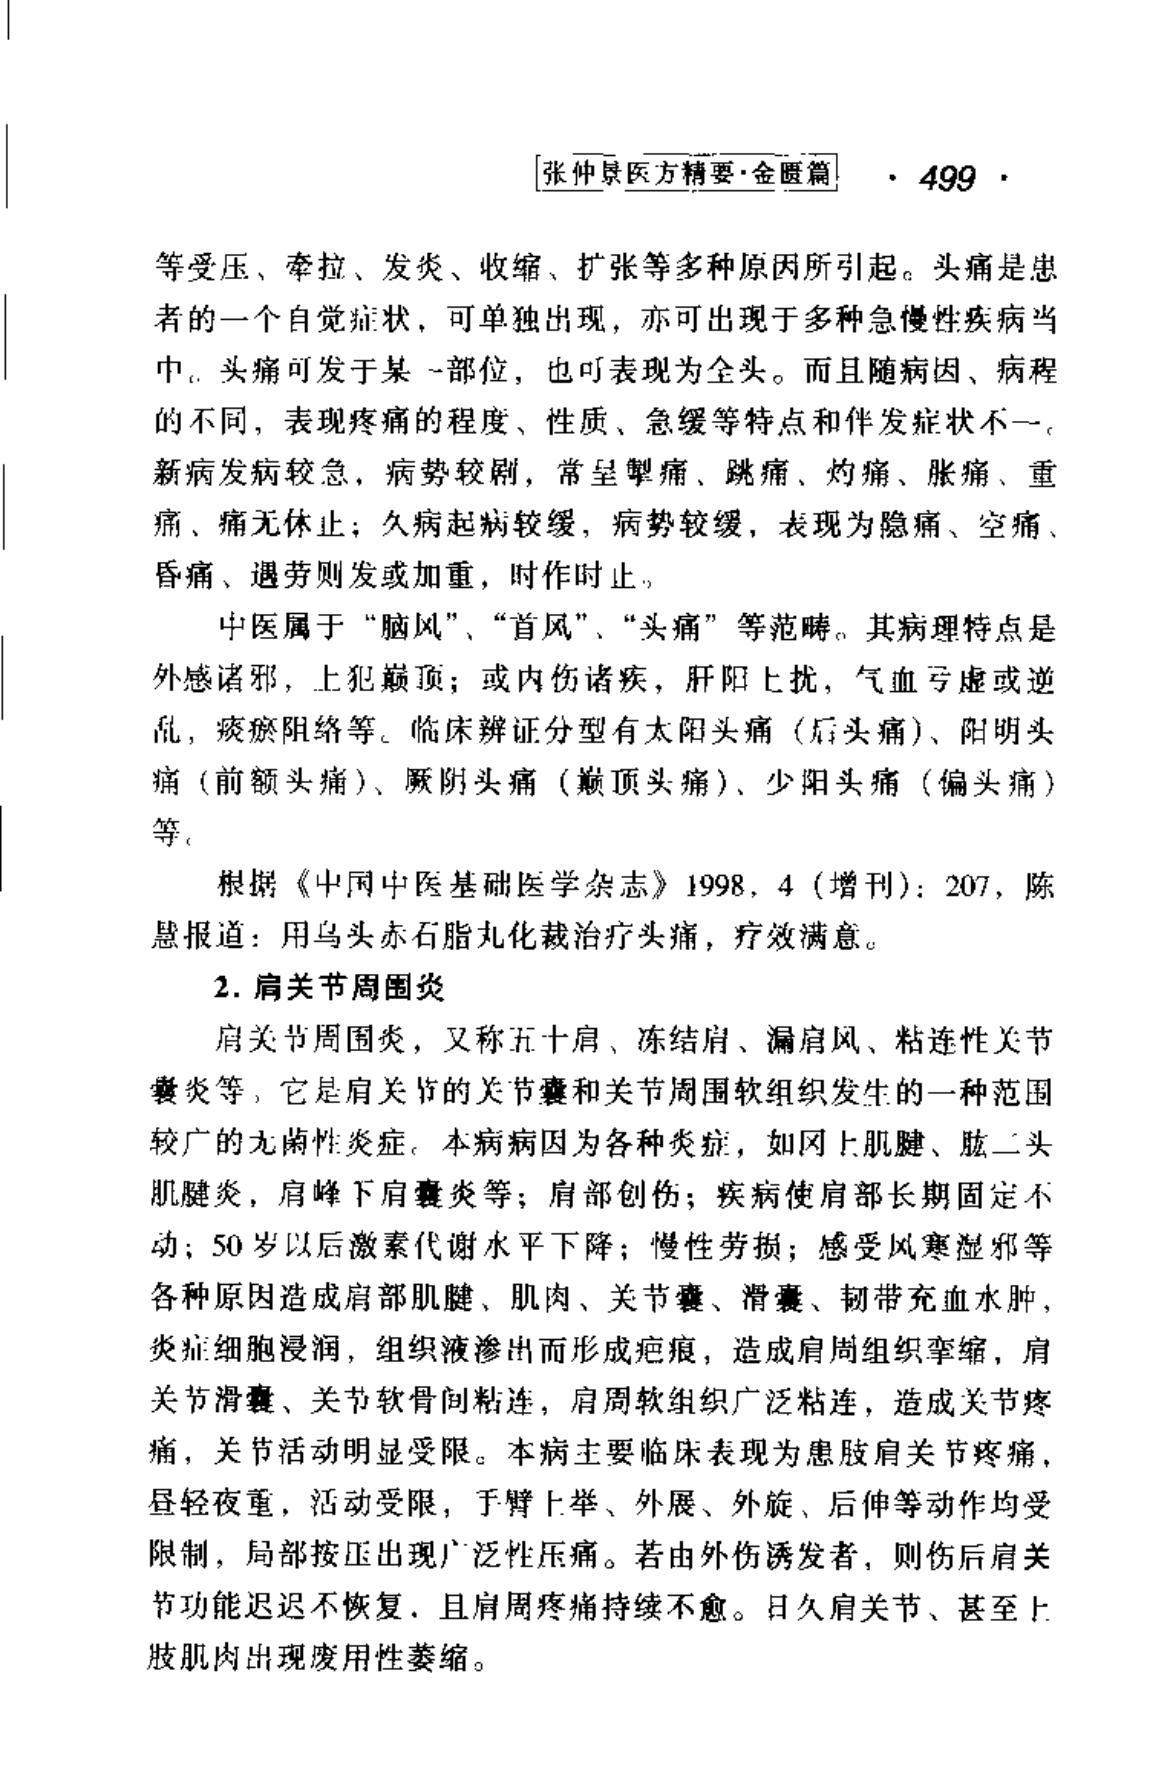 张仲景医方精要·金匮篇 · 499 ·
等受压、牵拉、发炎、收缩、扩张等多种原因所引起。头痛是患
者的一个自觉症状，可单独出现，亦可出现于多种急慢性疾病当
中。头痛可发于某一部位，也可表现为全头。而且随病因、病程
的不同，表现疼痛的程度、性质、急缓等特点和伴发症状不一。
新病发病较急，病势较剧，常呈掣痛、跳痛、灼痛、胀痛、重
痛、痛无休止；久病起病较缓，病势较缓，表现为隐痛、空痛、
昏痛、遇劳则发或加重，时作时止。
中医属于“脑风”、“首风”、“头痛”等范畴。其病理特点是
外感诸邪，上犯巅顶；或内伤诸疾，肝阳上扰，气血亏虚或逆
乱，痰瘀阻络等。临床辨证分型有太阳头痛（后头痛）、阳明头
痛（前额头痛）、厥阴头痛（巅顶头痛）、少阳头痛（偏头痛）
等。
根据《中国中医基础医学杂志》1998，4（增刊）：207，陈
慧报道：用乌头赤石脂丸化裁治疗头痛，疗效满意。
2. 肩关节周围炎
肩关节周围炎，又称五十肩、冻结肩、漏肩风、粘连性关节
囊炎等，它是肩关节的关节囊和关节周围软组织发生的一种范围
较广的无菌性炎症。本病病因为各种炎症，如冈上肌腱、肱二头
肌腱炎，肩峰下肩囊炎等；肩部创伤；疾病使肩部长期固定不
动；50岁以后激素代谢水平下降；慢性劳损；感受风寒湿邪等
各种原因造成肩部肌腱、肌肉、关节囊、滑囊、韧带充血水肿，
炎症细胞浸润，组织液渗出而形成疤痕，造成肩周组织挛缩，肩
关节滑囊、关节软骨间粘连，肩周软组织广泛粘连，造成关节疼
痛，关节活动明显受限。本病主要临床表现为患肢肩关节疼痛，
昼轻夜重，活动受限，手臂上举、外展、外旋、后伸等动作均受
限制，局部按压出现广泛性压痛。若由外伤诱发者，则伤后肩关
节功能迟迟不恢复，且肩周疼痛持续不愈。日久肩关节、甚至上
肢肌肉出现废用性萎缩。